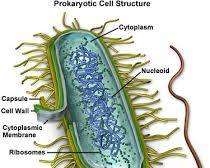 Prokaryotic Cell Structure
Cytoplasm
Nucleoid
Capsule
Cell Wall
Cytoplasmic
Membrane
Ribosomes